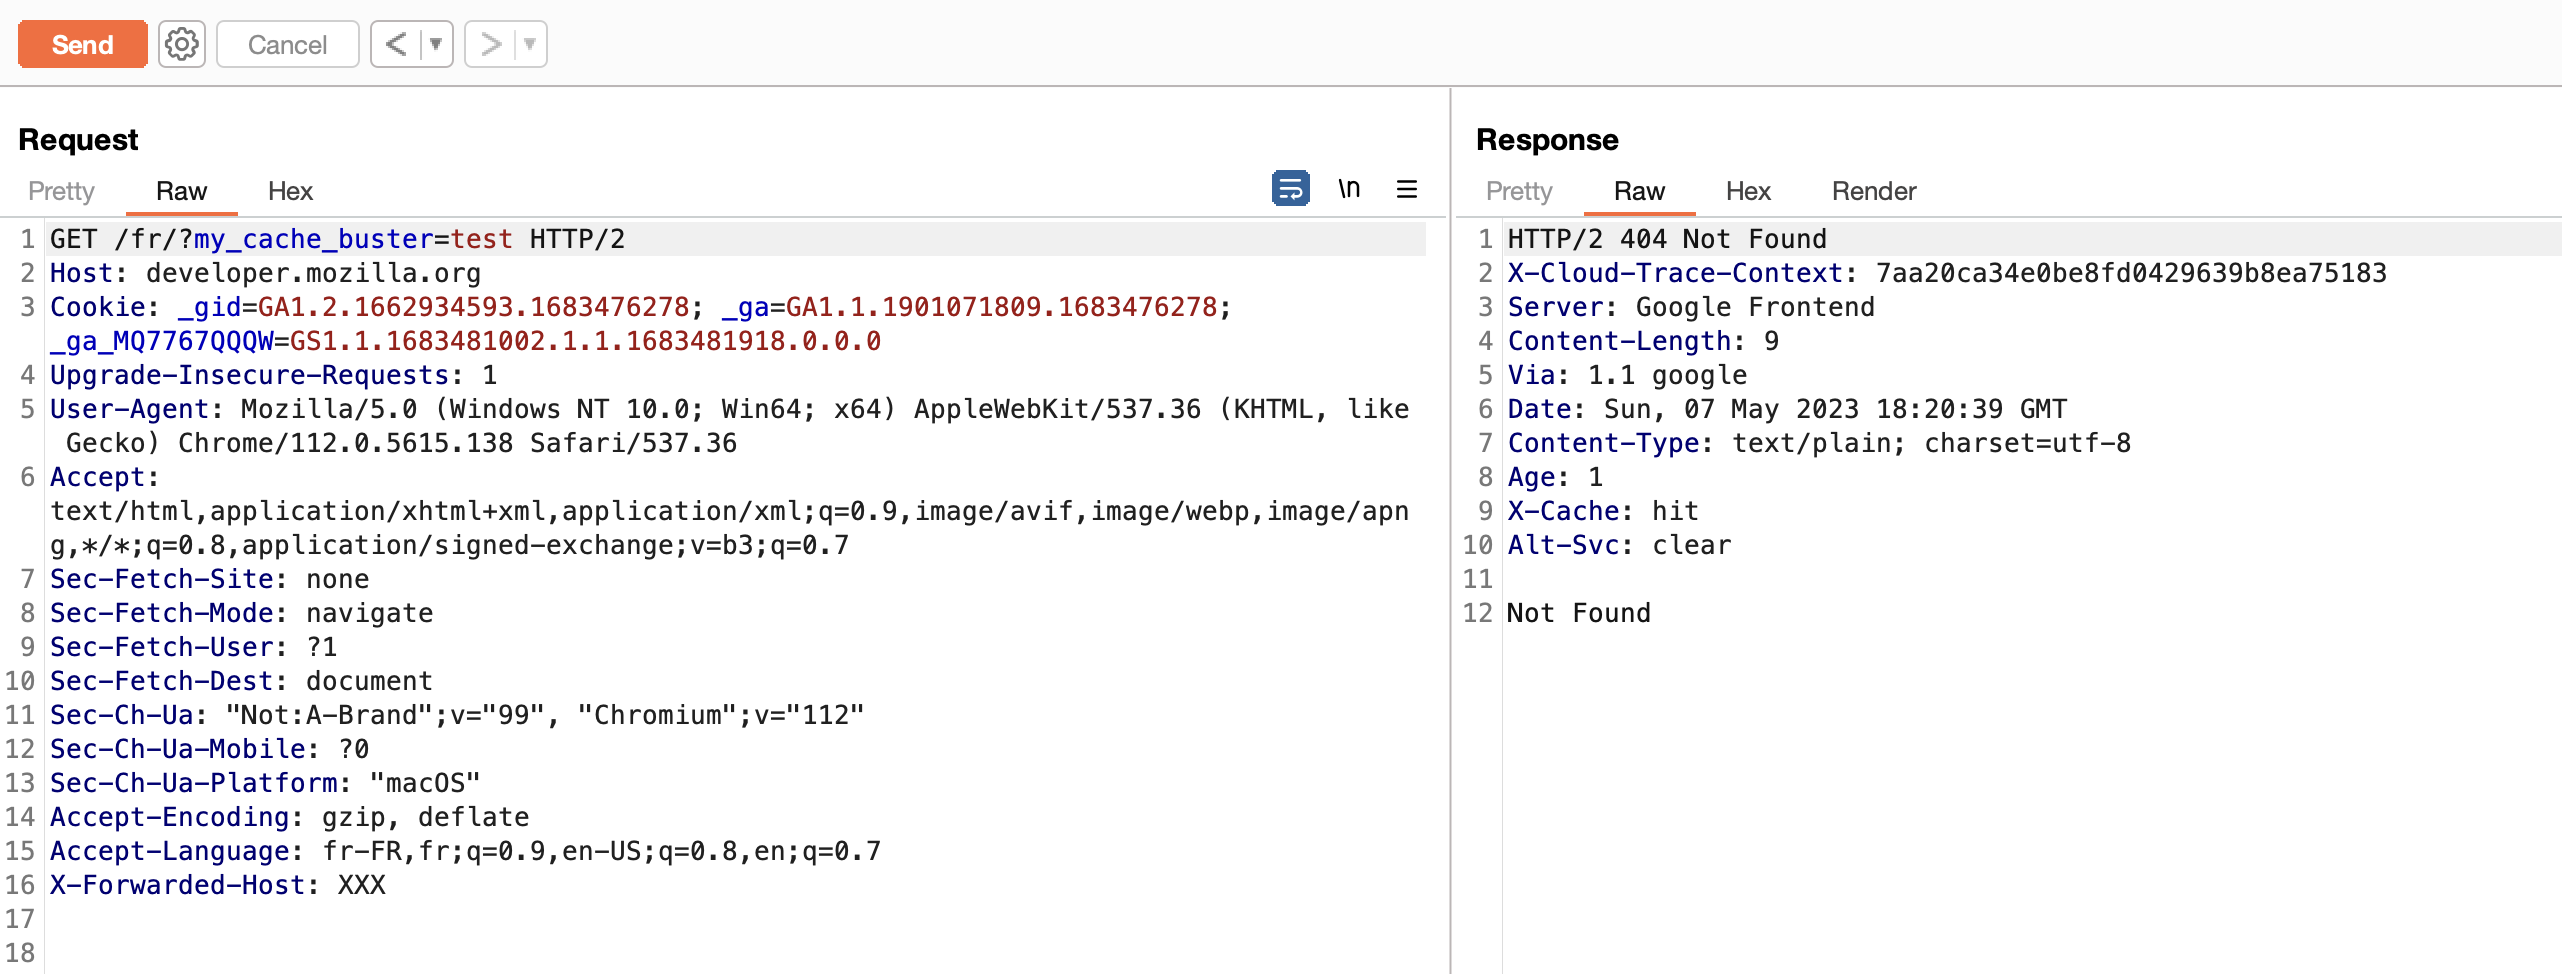 Send Cancel < ▼ > ▼
Request
Pretty Raw Hex \n
1 GET /fr/?my_cache_buster=test HTTP/2
2 Host: developer.mozilla.org
3 Cookie: _gid=GA1.2.1662934593.1683476278; _ga=GA1.1.1901071809.1683476278;
_ga_MQ7767QQQW=GS1.1.1683481002.1.1.1683481918.0.0.0
4 Upgrade-Insecure-Requests: 1
5 User-Agent: Mozilla/5.0 (Windows NT 10.0; Win64; x64) AppleWebKit/537.36 (KHTML, like
Gecko) Chrome/112.0.5615.138 Safari/537.36
6 Accept:
text/html,application/xhtml+xml,application/xml;q=0.9,image/avif,image/webp,image/apn
g,*/*;q=0.8,application/signed-exchange;v=b3;q=0.7
7 Sec-Fetch-Site: none
8 Sec-Fetch-Mode: navigate
9 Sec-Fetch-User: ?1
10 Sec-Fetch-Dest: document
11 Sec-Ch-Ua: "Not:A-Brand";v="99", "Chromium";v="112"
12 Sec-Ch-Ua-Mobile: ?0
13 Sec-Ch-Ua-Platform: "macOS"
14 Accept-Encoding: gzip, deflate
15 Accept-Language: fr-FR,fr;q=0.9,en-US;q=0.8,en;q=0.7
16 X-Forwarded-Host: XXX
17
18
Response
Pretty Raw Hex Render
1 HTTP/2 404 Not Found
2 X-Cloud-Trace-Context: 7aa20ca34e0be8fd0429639b8ea75183
3 Server: Google Frontend
4 Content-Length: 9
5 Via: 1.1 google
6 Date: Sun, 07 May 2023 18:20:39 GMT
7 Content-Type: text/plain; charset=utf-8
8 Age: 1
9 X-Cache: hit
10 Alt-Svc: clear
11
12 Not Found